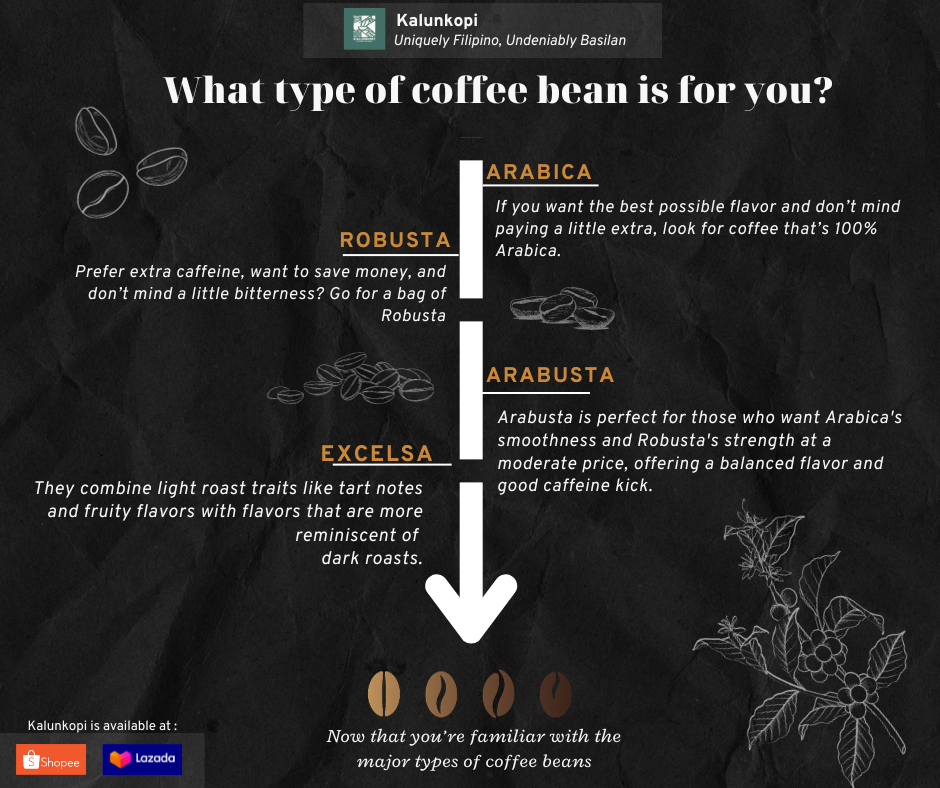 Kalunkopi
Uniquely Filipino, Undeniably Basilan
What type of coffee bean is for you?
ARABICA
If you want the best possible flavor and don't mind
paying a little extra, look for coffee that's 100%
Arabica.
ROBUSTA
Prefer extra caffeine, want to save money, and
don't mind a little bitterness? Go for a bag of
Robusta
ARABUSTA
Arabusta is perfect for those who want Arabica's
smoothness and Robusta's strength at a
moderate price, offering a balanced flavor and
good caffeine kick.
EXCELSA
They combine light roast traits like tart notes
and fruity flavors with flavors that are more
reminiscent of
dark roasts.
Now that you're familiar with the
major types of coffee beans
Kalunkopi is available at :
Shopee
Lazada